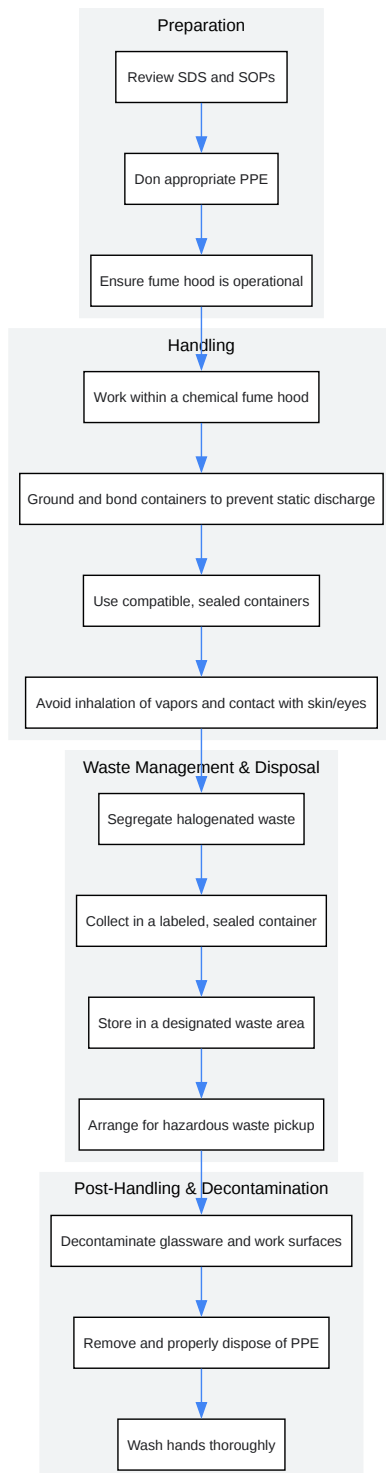 Preparation
Review SDS and SOPs
Don appropriate PPE
Ensure fume hood is operational
Handling
Work within a chemical fume hood
Ground and bond containers to prevent static discharge
Use compatible, sealed containers
Avoid inhalation of vapors and contact with skin/eyes
Waste Management & Disposal
Segregate halogenated waste
Collect in a labeled, sealed container
Store in a designated waste area
Arrange for hazardous waste pickup
Post-Handling & Decontamination
Decontaminate glassware and work surfaces
Remove and properly dispose of PPE
Wash hands thoroughly